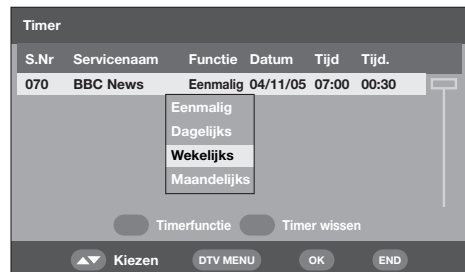 Timer
S.Nr Servicenaam Functie Datum Tijd Tijd.
070 BBC News Eenmalig 04/11/05 07:00 00:30
Eenmalig
Dagelijks
Wekelijks
Maandelijks
Timerfunctie Timer wissen
Kiezen DTV MENU OK END